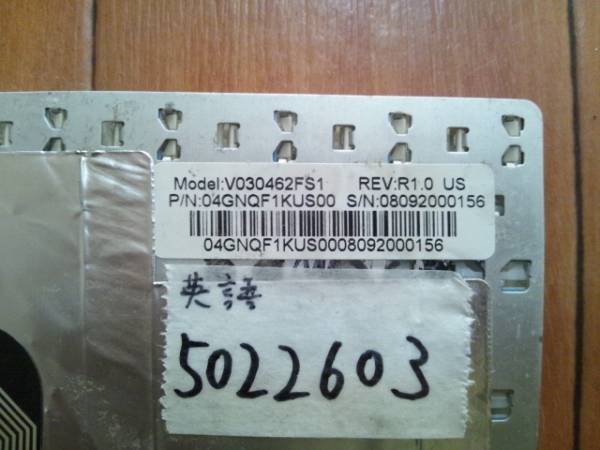 Model:V030462FS1 REV:R1.0 US
P/N:04GNQF1KUS00 S/N:08092000156
04GNQF1KUS0008092000156
英語
5022603